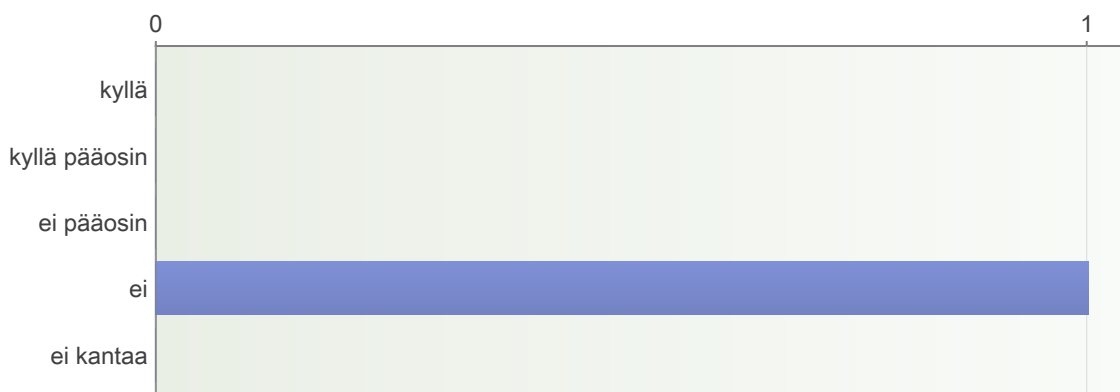 0 1
kyllä
kyllä pääosin
ei pääosin
ei
ei kantaa